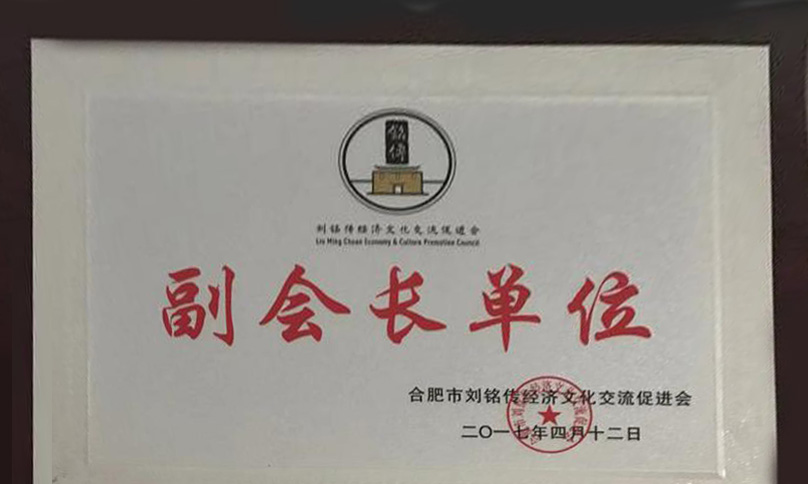 铭传
刘铭传经济文化交流促进会
Liu Ming Chuan Economy & Culture Promotion Council
副会长单位
合肥市刘铭传经济文化交流促进会
二〇一七年四月十二日